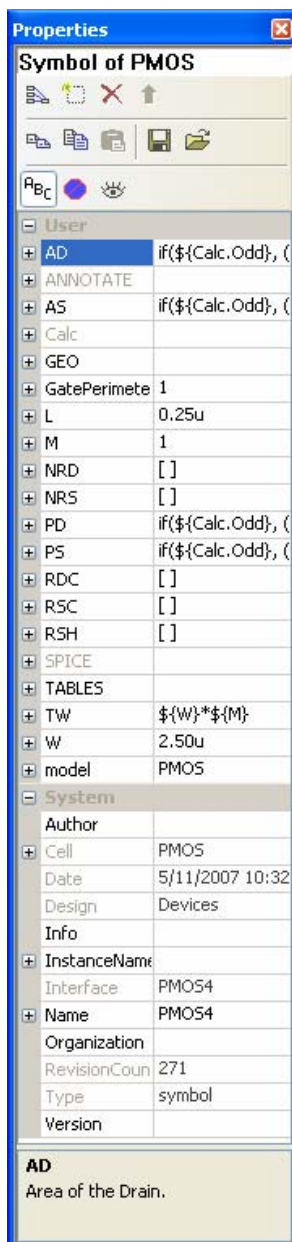 Properties
Symbol of PMOS
ABC
User
AD if(${Calc.Odd}, (
ANNOTATE
AS if(${Calc.Odd}, (
Calc
GEO
GatePerimete 1
L 0.25u
M 1
NRD [ ]
NRS [ ]
PD if(${Calc.Odd}, (
PS if(${Calc.Odd}, (
RDC [ ]
RSC [ ]
RSH [ ]
SPICE
TABLES
TW ${W}*${M}
W 2.50u
model PMOS
System
Author
Cell PMOS
Date 5/11/2007 10:32
Design Devices
Info
InstanceName
Interface PMOS4
Name PMOS4
Organization
RevisionCoun 271
Type symbol
Version
AD
Area of the Drain.